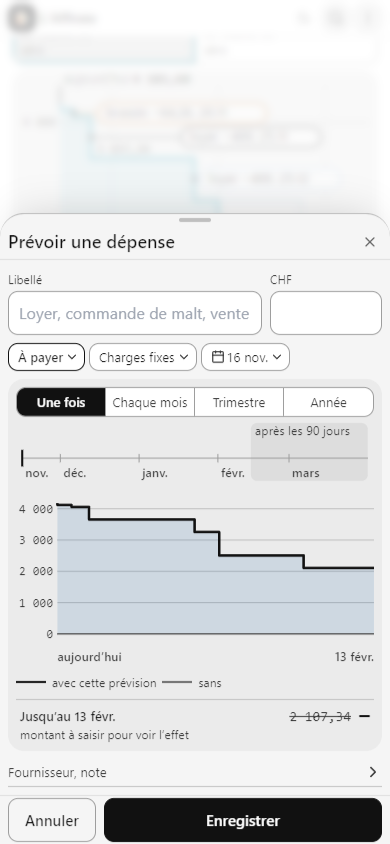 Prévoir une dépense
Libellé
CHF
Loyer, commande de malt, vente
À payer
Charges fixes
16 nov.
Une fois
Chaque mois
Trimestre
Année
après les 90 jours
nov.
déc.
janv.
févr.
mars
4 000
3 000
2 000
1 000
0
aujourd'hui
13 févr.
avec cette prévision
sans
Jusqu'au 13 févr.
2 107,34 –
montant à saisir pour voir l'effet
Fournisseur, note
Annuler
Enregistrer